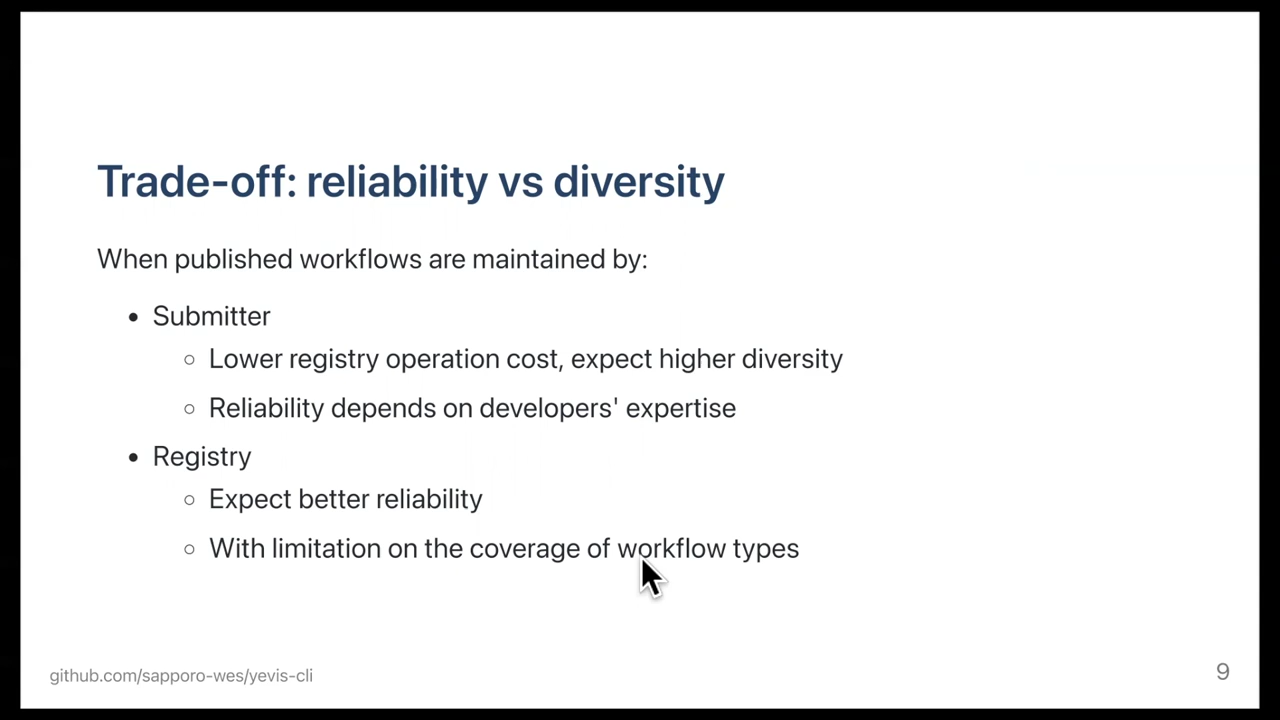 Trade-off: reliability vs diversity
When published workflows are maintained by:
• Submitter
○ Lower registry operation cost, expect higher diversity
○ Reliability depends on developers' expertise
• Registry
○ Expect better reliability
○ With limitation on the coverage of workflow types
github.com/sapporo-wes/yevis-cli
9